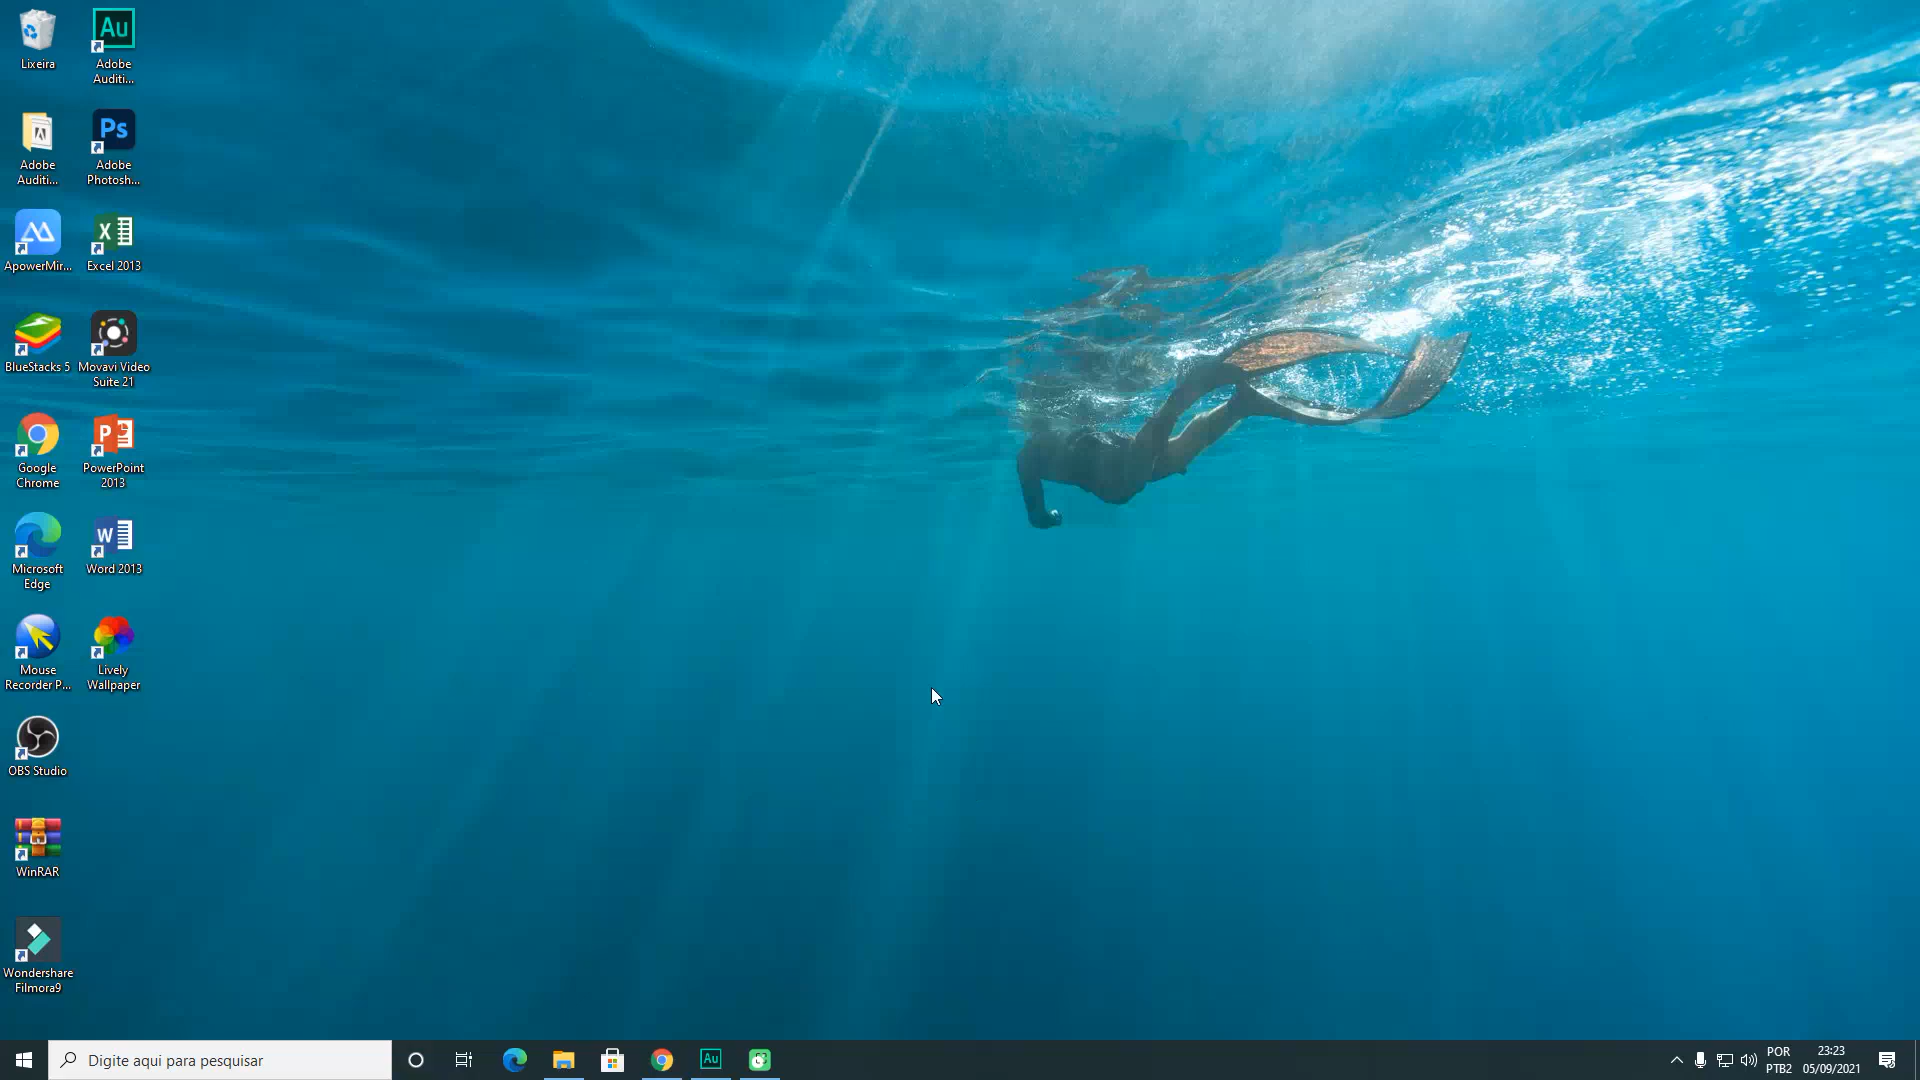 Lixeira
Adobe
Auditi...
Adobe
Auditi...
Adobe
Photosh...
ApowerMir...
Excel 2013
BlueStacks 5
Movavi Video
Suite 21
Google
Chrome
PowerPoint
2013
Microsoft
Edge
Word 2013
Mouse
Recorder P...
Lively
Wallpaper
OBS Studio
WinRAR
Wondershare
Filmora9
Digite aqui para pesquisar
Au
POR
PTB2
23:23
05/09/2021
Au
Ps